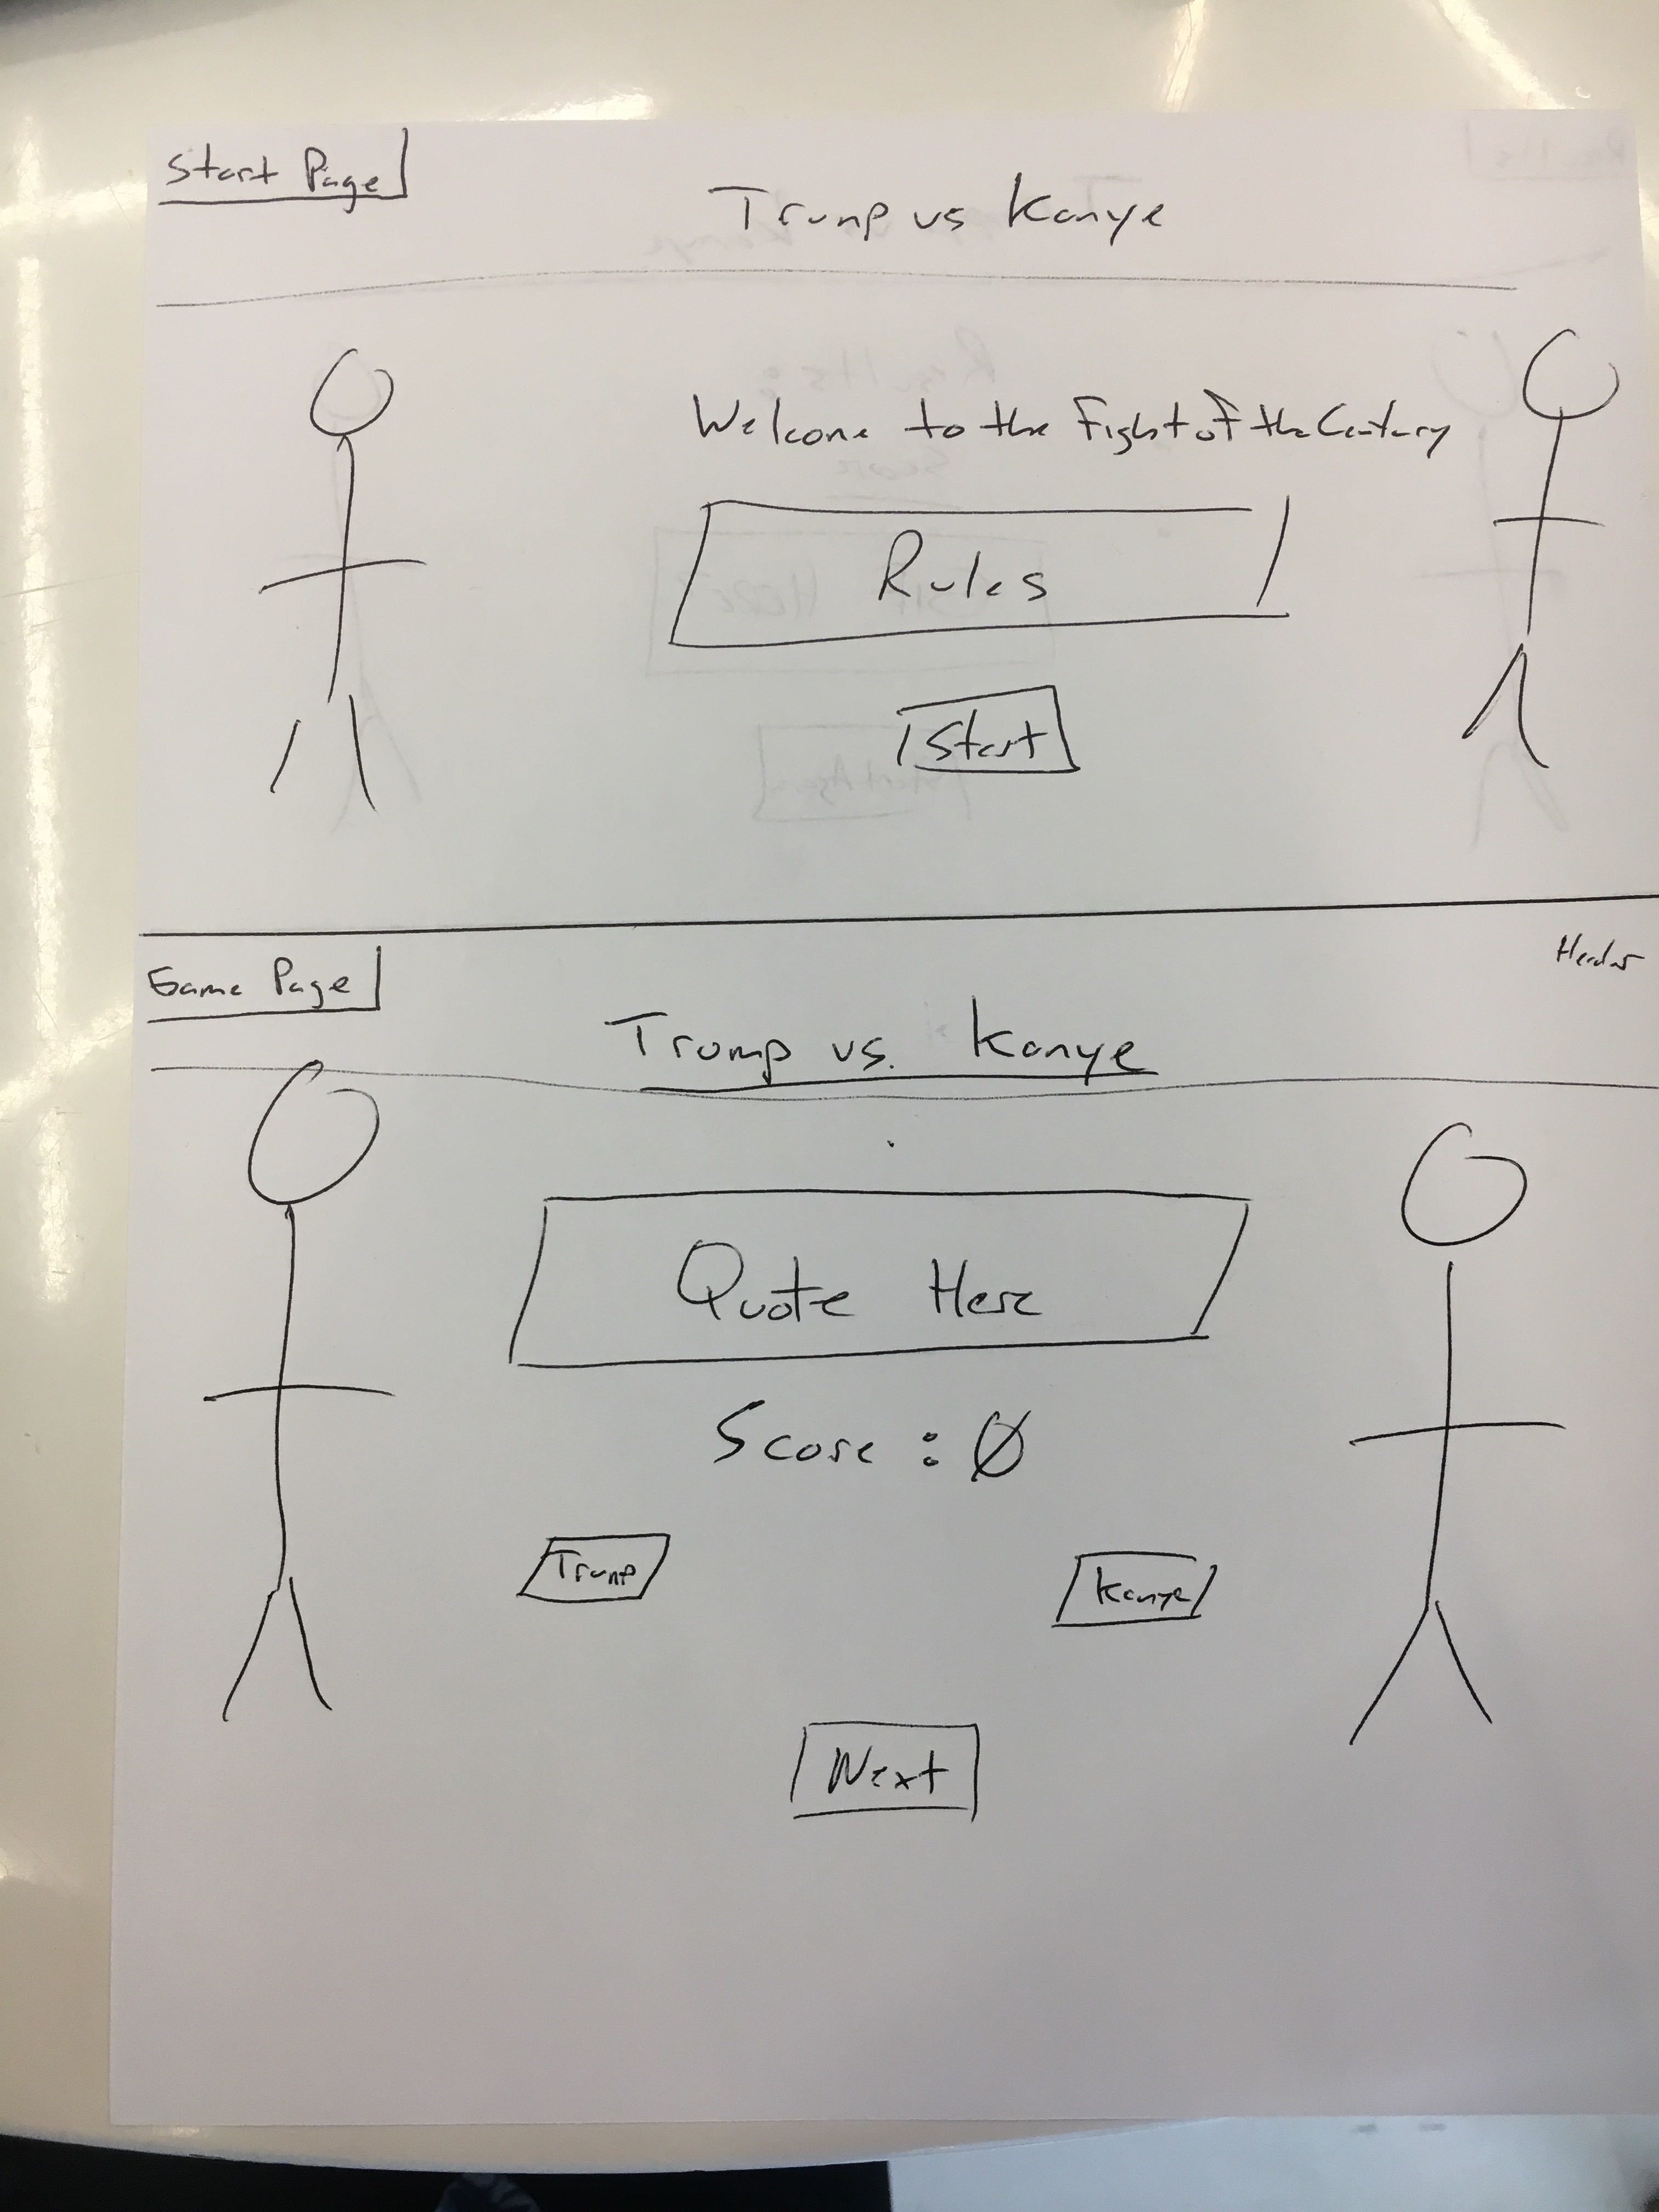 Start Page
Trump vs Kanye
Welcome to the Fight of the Century
Rules
Start
Header
Game Page
Trump vs. Kanye
Quote Here
Score : Ø
Trump
Kanye
Next